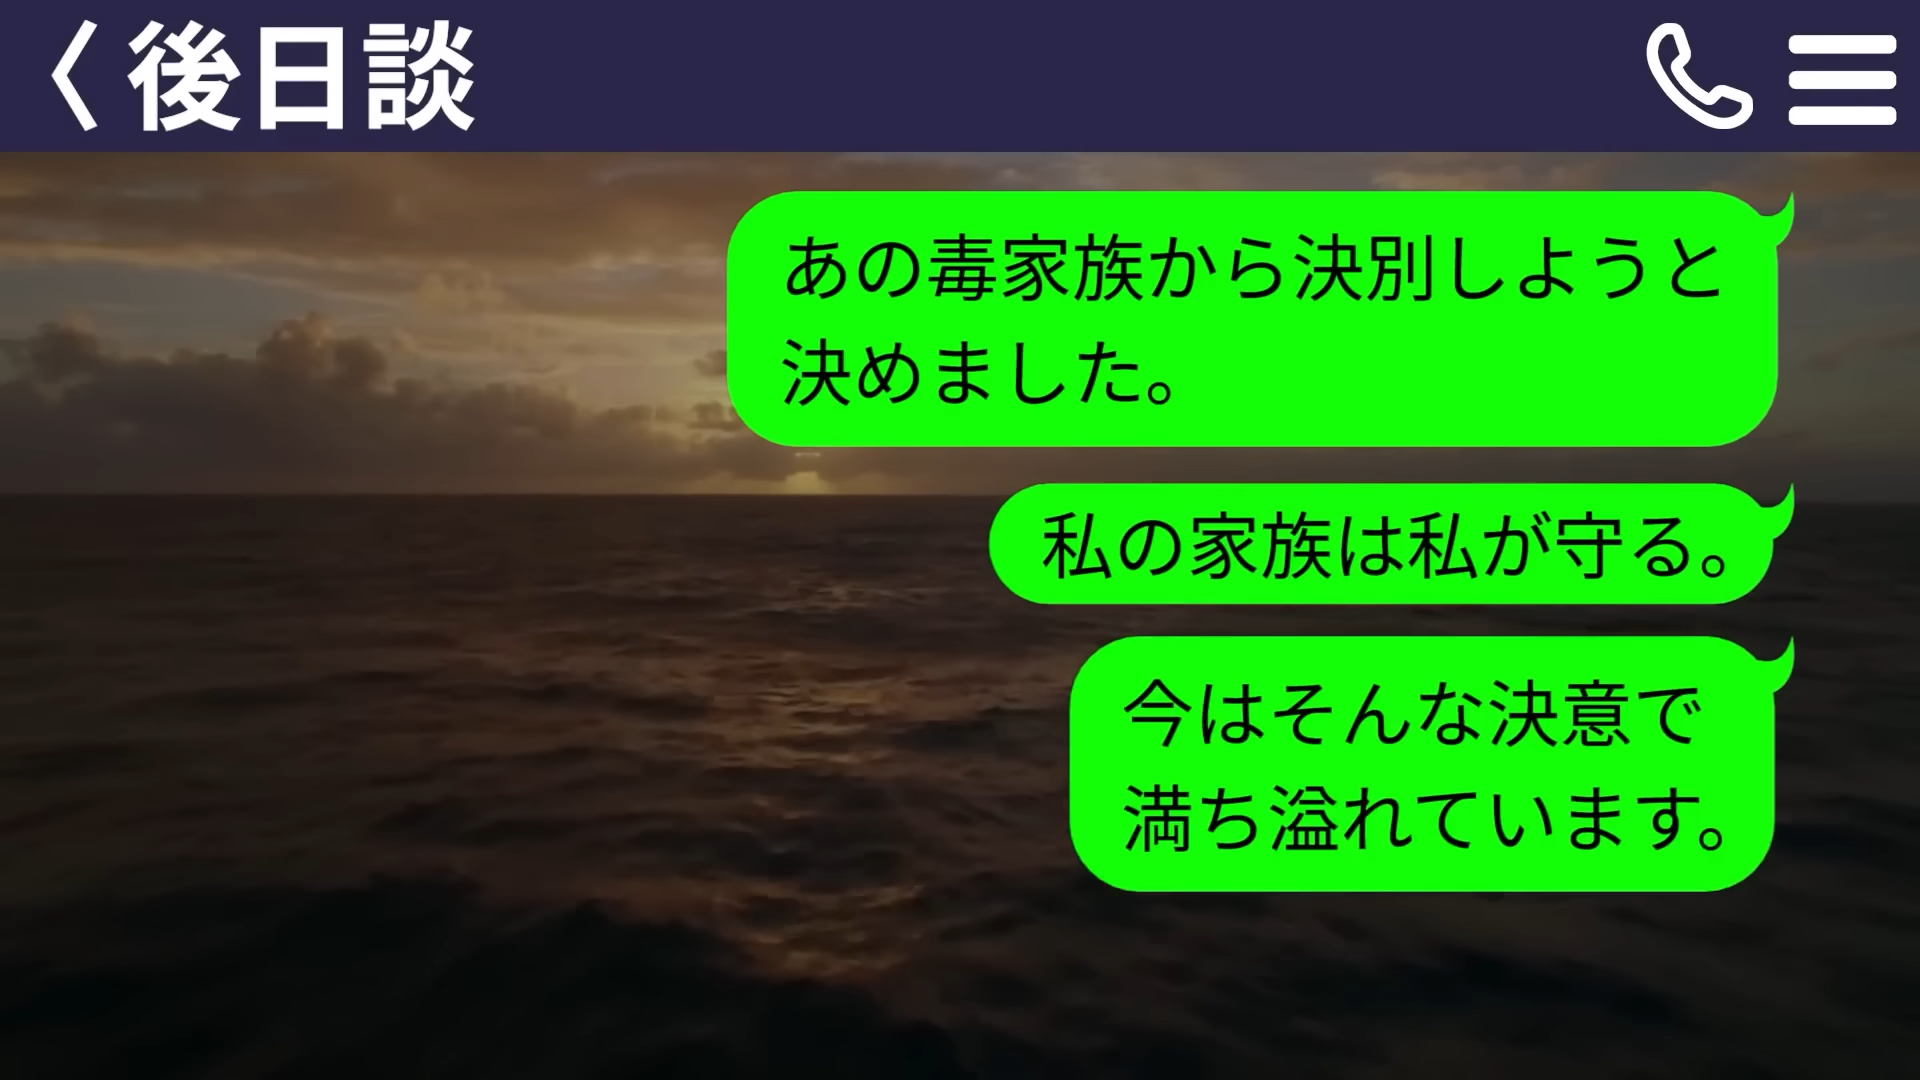 後日談
あの毒家族から決別しようと
決めました。
私の家族は私が守る。
今はそんな決意で
満ち溢れています。